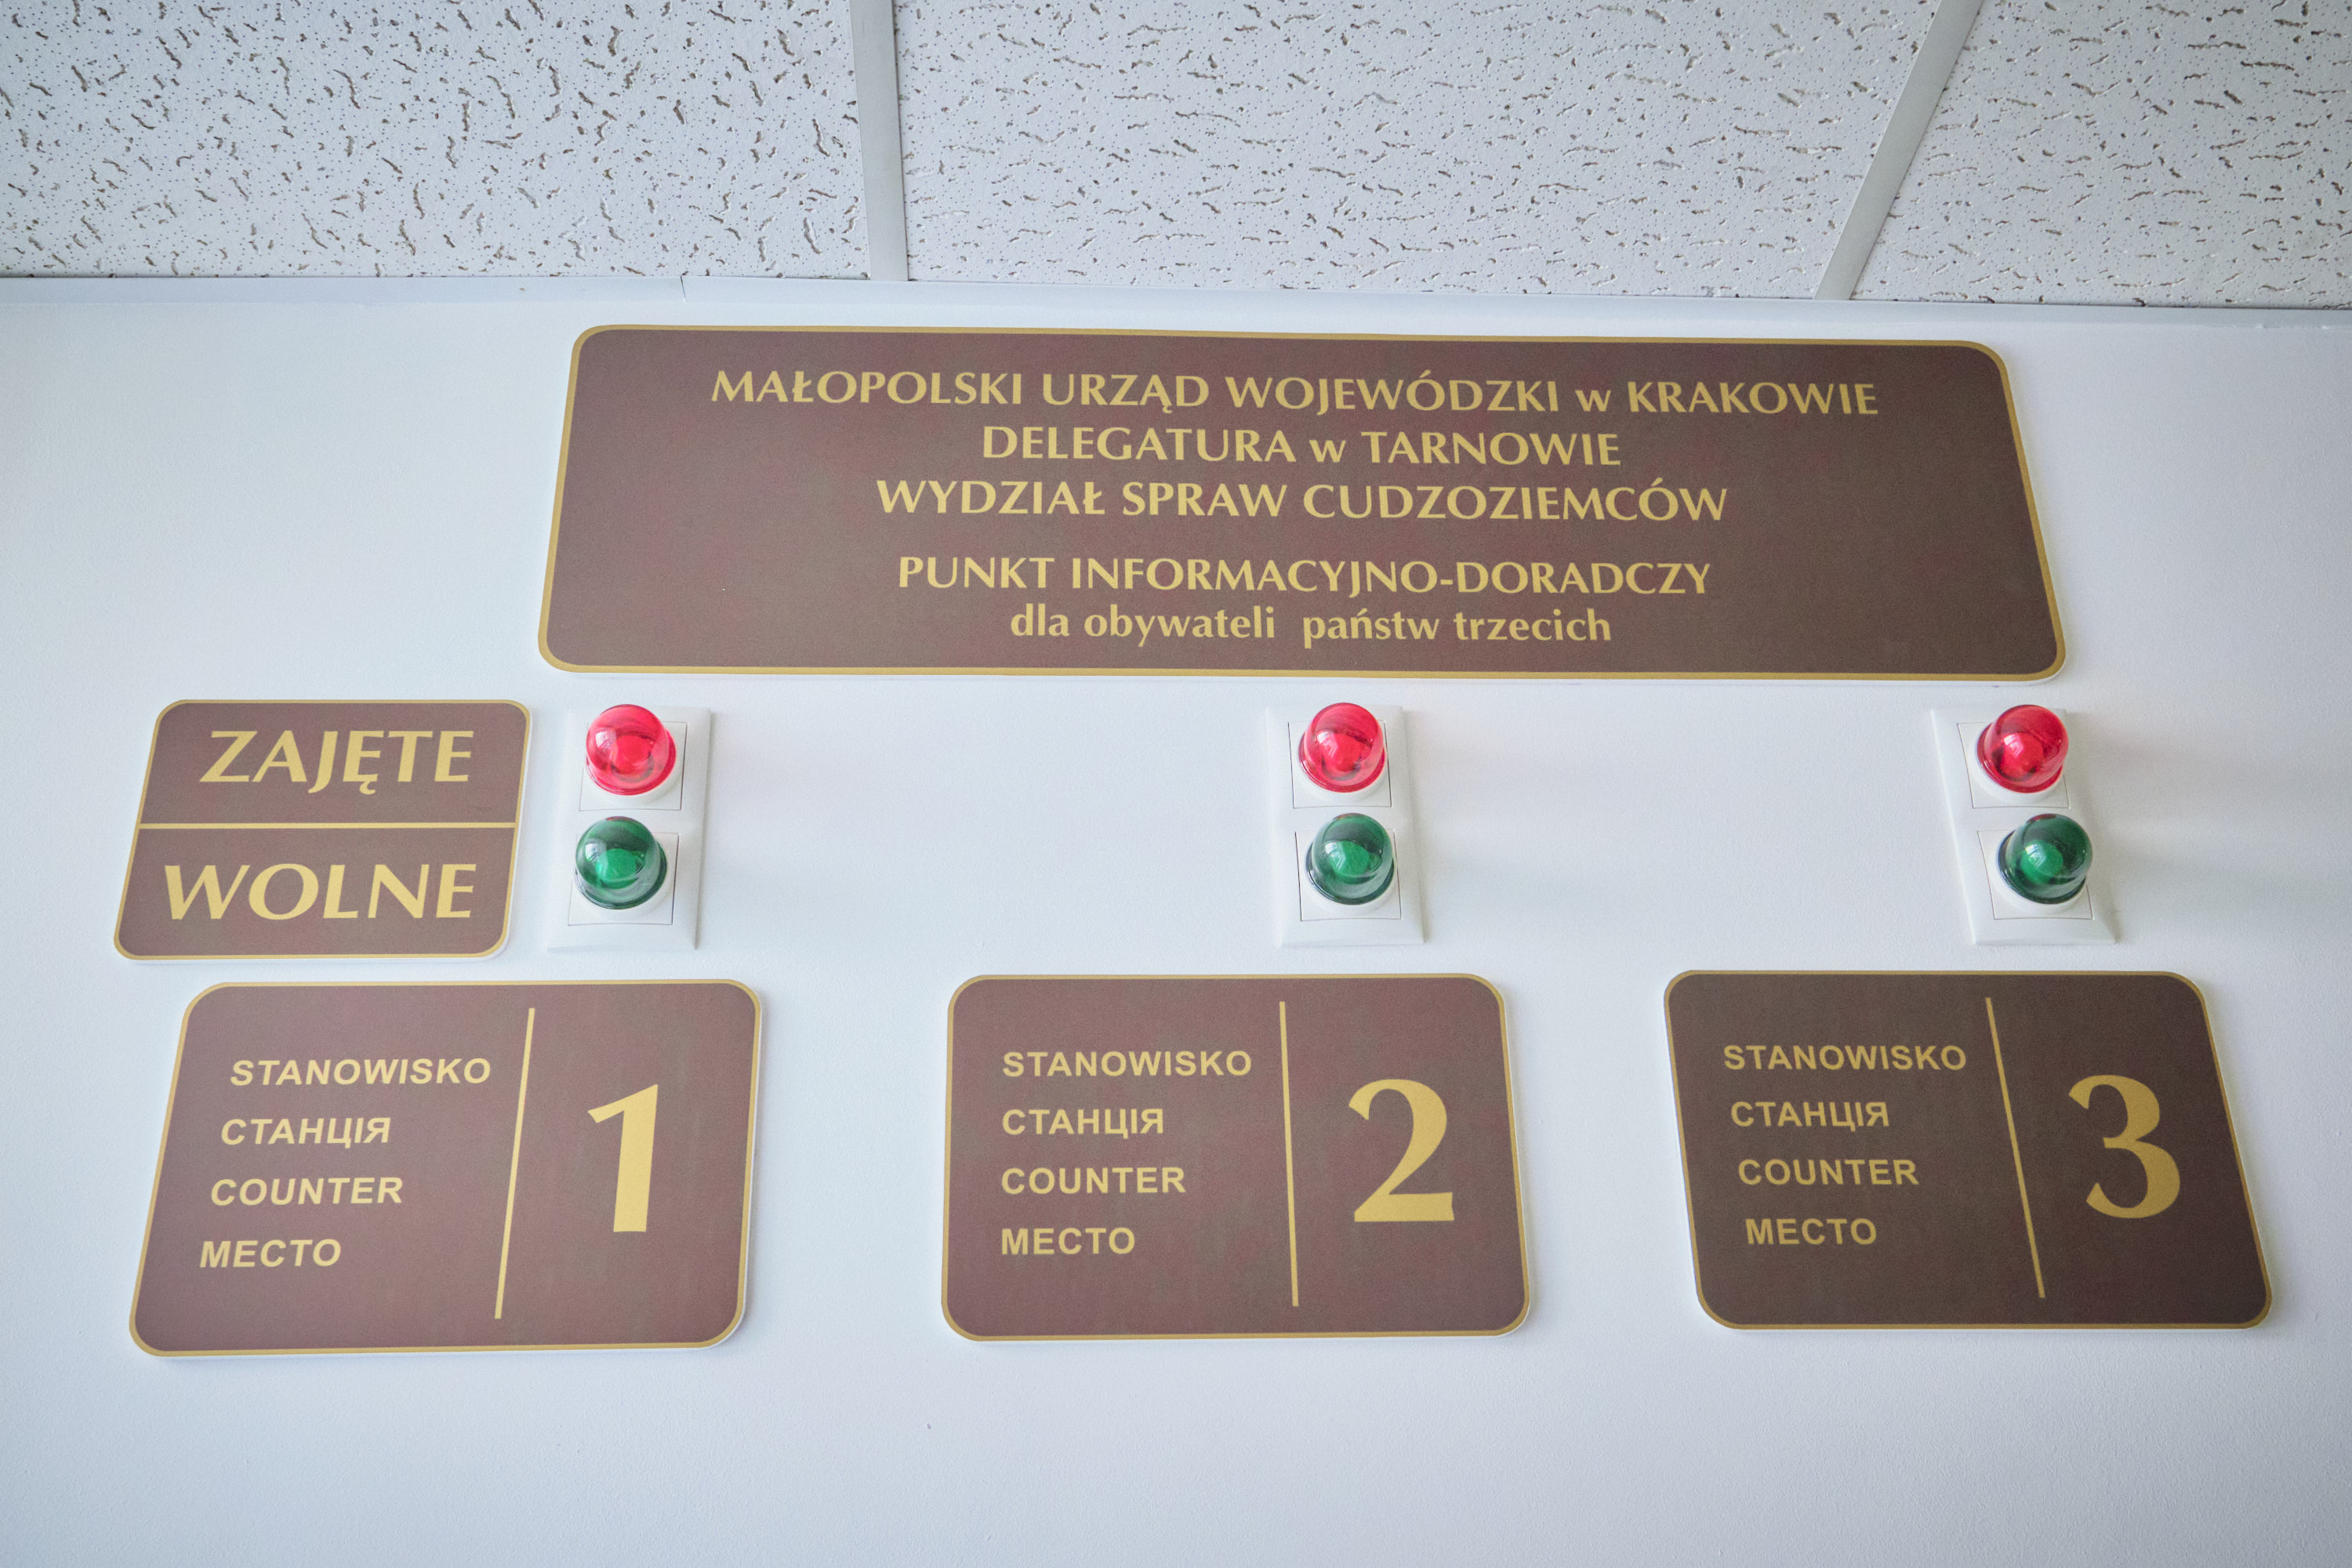 MAŁOPOLSKI URZĄD WOJEWÓDZKI w KRAKOWIE
DELEGATURA w TARNOWIE
WYDZIAŁ SPRAW CUDZOZIEMCÓW
PUNKT INFORMACYJNO-DORADCZY
dla obywateli państw trzecich
ZAJĘTE
WOLNE
STANOWISKO
СТАНЦІЯ
COUNTER
МЕСТО
1
STANOWISKO
СТАНЦІЯ
COUNTER
МЕСТО
2
STANOWISKO
СТАНЦІЯ
COUNTER
МЕСТО
3